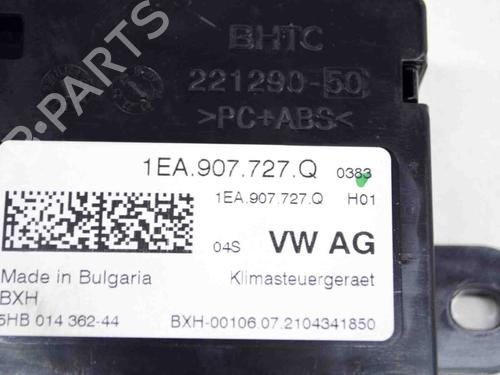 BHTC
221290-50
>PC+ABS<
1EA.907.727.Q 0383
1EA.907.727.Q H01
04S VW AG
Made in Bulgaria Klimasteuergeraet
BXH
5HB 014 362-44 BXH-00106.07.2104341850
B-PARTS